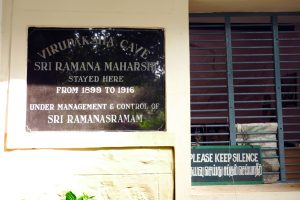 VIRUPAKSHA CAVE
SRI RAMANA MAHARSHI
STAYED HERE
FROM 1899 TO 1916
UNDER MANAGEMENT & CONTROL OF
SRI RAMANASRAMAM
PLEASE KEEP SILENCE